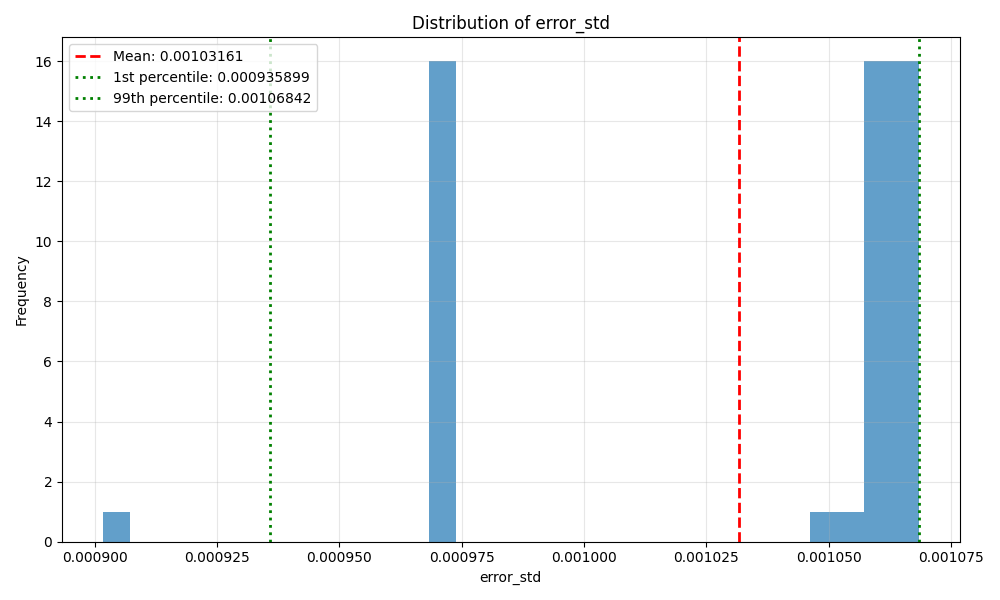 Distribution of error_std
Mean: 0.00103161
1st percentile: 0.000935899
99th percentile: 0.00106842
Frequency
16
14
12
10
8
6
4
2
0
0.000900 0.000925 0.000950 0.000975 0.001000 0.001025 0.001050 0.001075
error_std